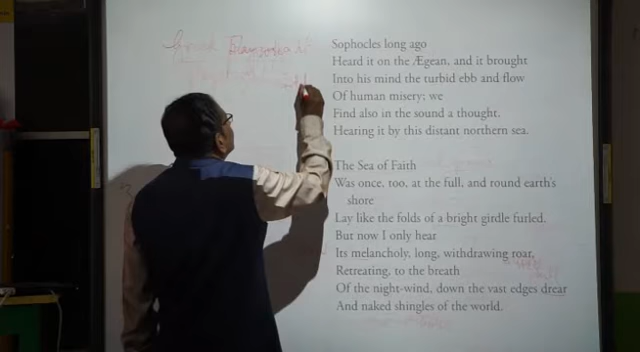 Sophocles long ago
Heard it on the Ægean, and it brought
Into his mind the turbid ebb and flow
Of human misery; we
Find also in the sound a thought,
Hearing it by this distant northern sea.
The Sea of Faith
Was once, too, at the full, and round earth's
shore
Lay like the folds of a bright girdle furled.
But now I only hear
Its melancholy, long, withdrawing roar,
Retreating, to the breath
Of the night-wind, down the vast edges drear
And naked shingles of the world.